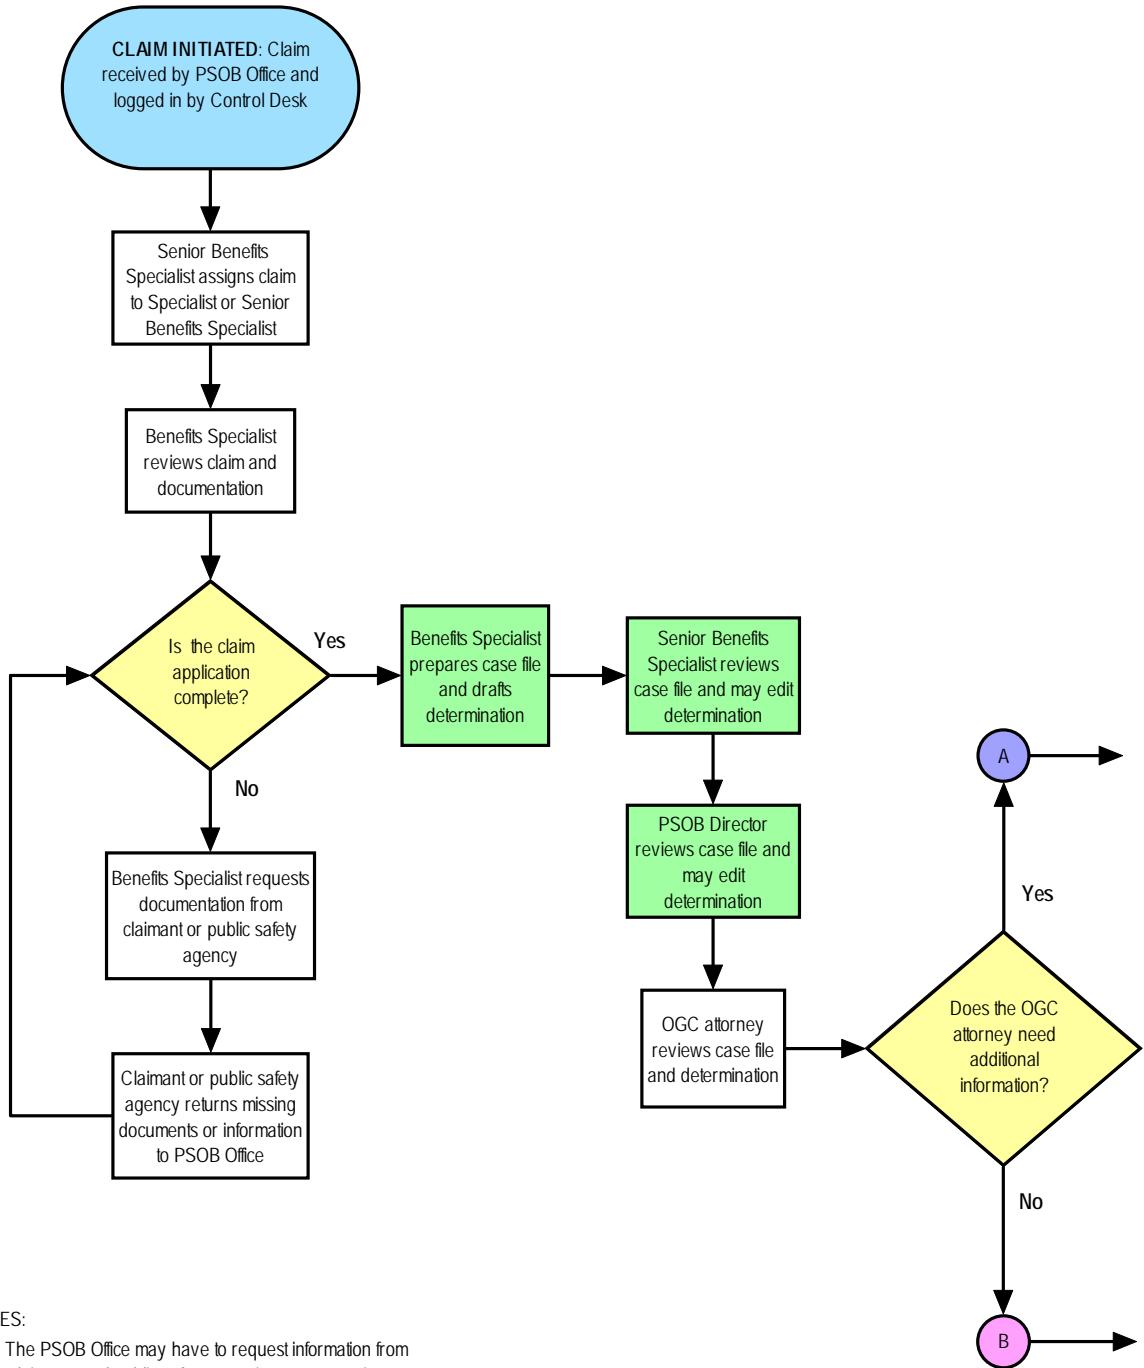 CLAIM INITIATED: Claim
received by PSOB Office and
logged in by Control Desk
Senior Benefits
Specialist assigns claim
to Specialist or Senior
Benefits Specialist
Benefits Specialist
reviews claim and
documentation
Is the claim
application
complete?
Yes
No
Benefits Specialist requests
documentation from
claimant or public safety
agency
Claimant or public safety
agency returns missing
documents or information
to PSOB Office
Benefits Specialist
prepares case file
and drafts
determination
Senior Benefits
Specialist reviews
case file and may edit
determination
PSOB Director
reviews case file and
may edit
determination
OGC attorney
reviews case file
and determination
Does the OGC
attorney need
additional
information?
Yes
A
No
B
ES:
The PSOB Office may have to request information from